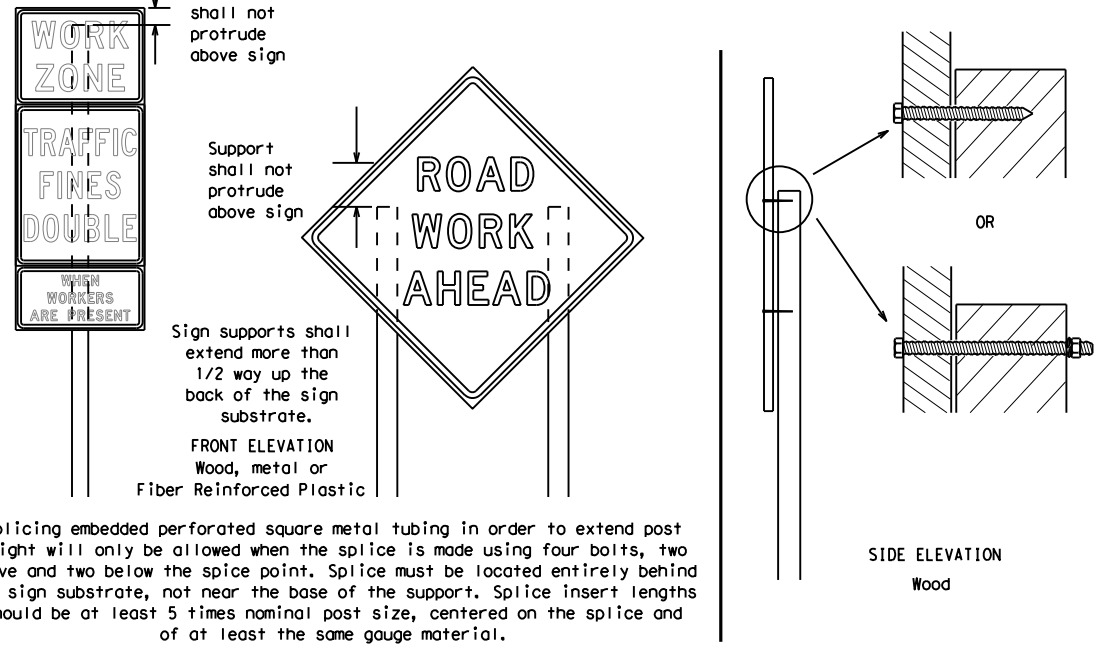 shall not
protrude
above sign
WORK
ZONE
TRAFFIC
FINES
DOUBLE
WHEN
WORKERS
ARE PRESENT
Support
shall not
protrude
above sign
ROAD
WORK
AHEAD
Sign supports shall
extend more than
1/2 way up the
back of the sign
substrate.
FRONT ELEVATION
Wood, metal or
Fiber Reinforced Plastic
plicing embedded perforated square metal tubing in order to extend post
ight will only be allowed when the splice is made using four bolts, two
ve and two below the spice point. Splice must be located entirely behind
sign substrate, not near the base of the support. Splice insert lengths
hould be at least 5 times nominal post size, centered on the splice and
of at least the same gauge material.
OR
SIDE ELEVATION
Wood